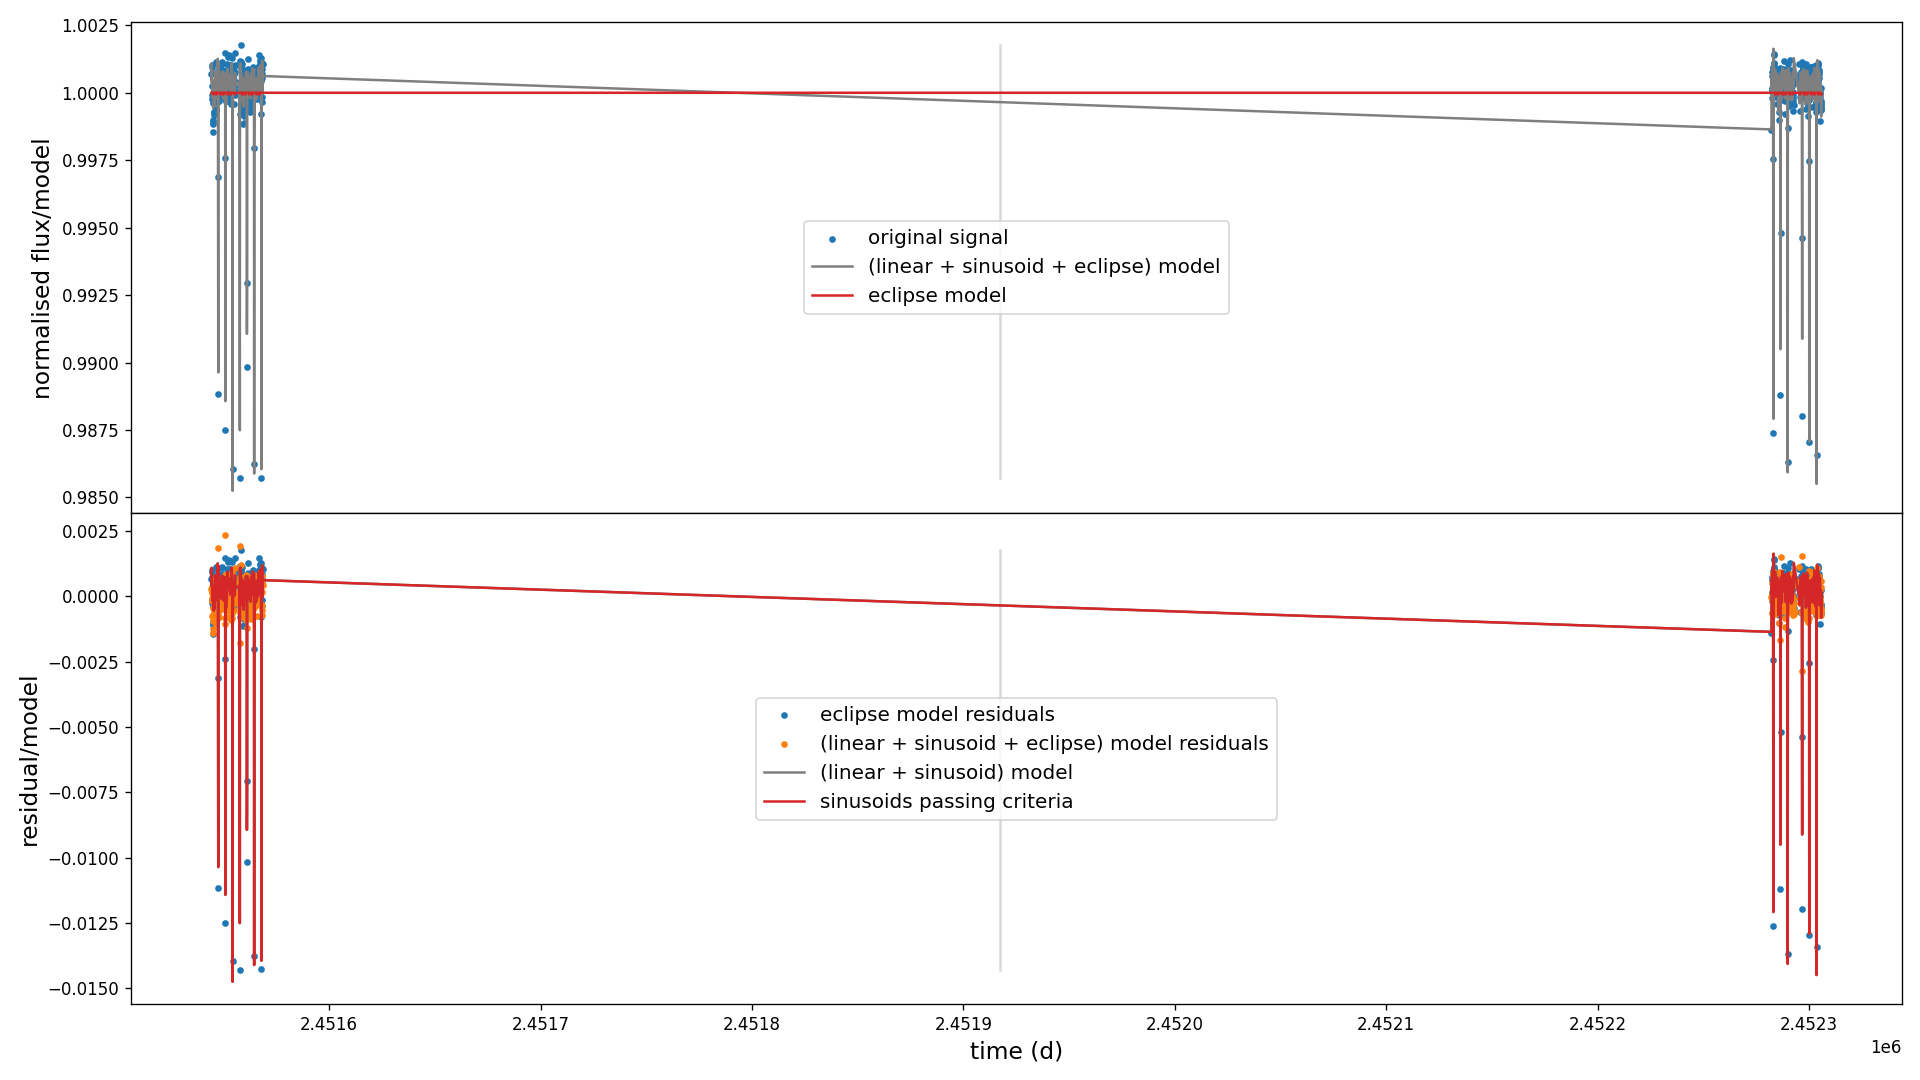 1.0025
1.0000
0.9975
0.9950
0.9925
0.9900
0.9875
0.9850
normalised flux/model
original signal
(linear + sinusoid + eclipse) model
eclipse model
0.0025
0.0000
−0.0025
−0.0050
−0.0075
−0.0100
−0.0125
−0.0150
residual/model
eclipse model residuals
(linear + sinusoid + eclipse) model residuals
(linear + sinusoid) model
sinusoids passing criteria
2.4516 2.4517 2.4518 2.4519 2.4520 2.4521 2.4522 2.4523
1e6
time (d)